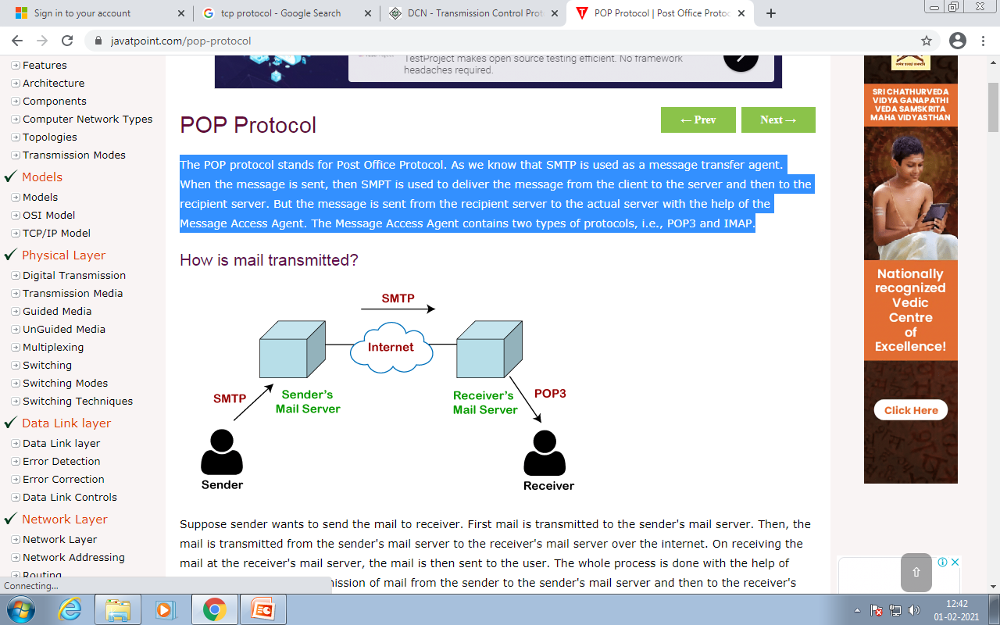 Sign in to your account
tcp protocol - Google Search
DCN - Transmission Control Prot
POP Protocol | Post Office Protoc
javatpoint.com/pop-protocol
TestProject makes open source testing efficient. No framework
headaches required.
Features
Architecture
Components
Computer Network Types
Topologies
Transmission Modes
Models
Models
OSI Model
TCP/IP Model
Physical Layer
Digital Transmission
Transmission Media
Guided Media
UnGuided Media
Multiplexing
Switching
Switching Modes
Switching Techniques
Data Link layer
Data Link layer
Error Detection
Error Correction
Data Link Controls
Network Layer
Network Layer
Network Addressing
Routing
POP Protocol
← Prev
Next →
The POP protocol stands for Post Office Protocol. As we know that SMTP is used as a message transfer agent.
When the message is sent, then SMPT is used to deliver the message from the client to the server and then to the
recipient server. But the message is sent from the recipient server to the actual server with the help of the
Message Access Agent. The Message Access Agent contains two types of protocols, i.e., POP3 and IMAP.
How is mail transmitted?
SMTP
Internet
SMTP
Sender's
Mail Server
Receiver's
Mail Server
POP3
Sender
Receiver
Suppose sender wants to send the mail to receiver. First mail is transmitted to the sender's mail server. Then, the
mail is transmitted from the sender's mail server to the receiver's mail server over the internet. On receiving the
mail at the receiver's mail server, the mail is then sent to the user. The whole process is done with the help of
mission of mail from the sender to the sender's mail server and then to the receiver's
SRI CHATHURVEDA
VIDYA GANAPATHI
VEDA SAMSKRITA
MAHA VIDYASTHAN
Nationally
recognized
Vedic
Centre
of
Excellence!
Click Here
Connecting...
12:42
01-02-2021